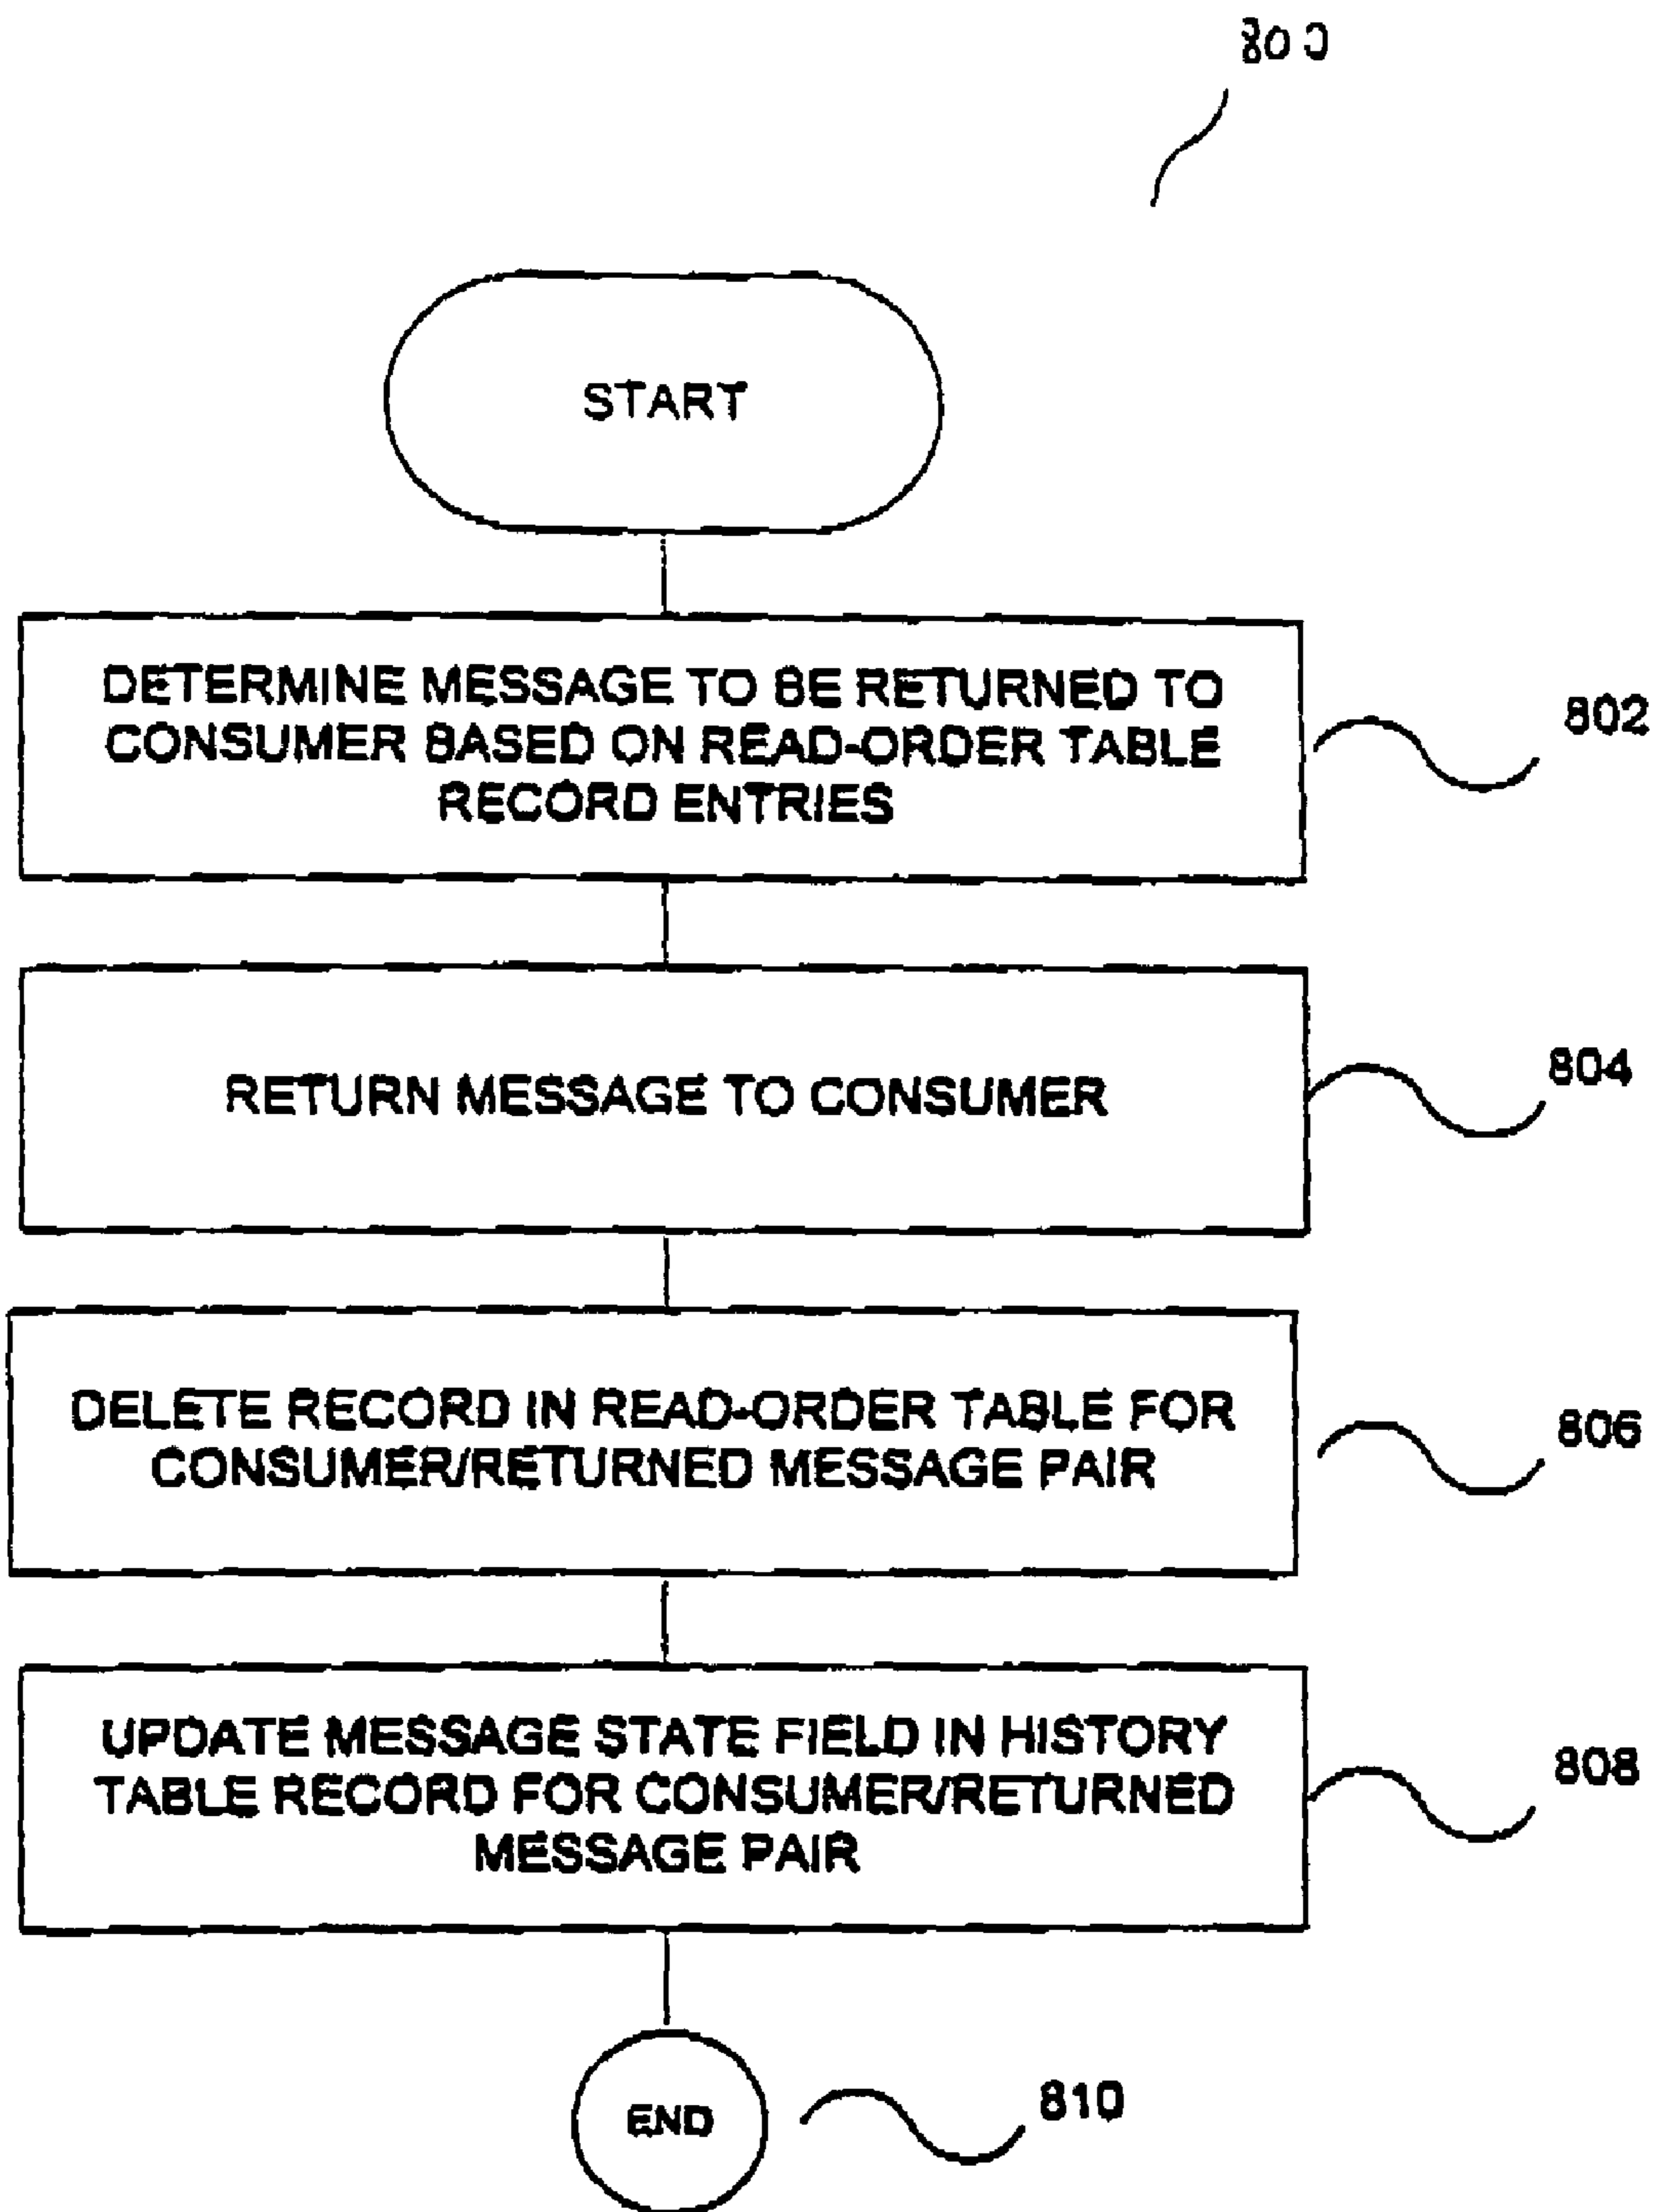 800
START
DETERMINE MESSAGE TO BE RETURNED TO
CONSUMER BASED ON READ-ORDER TABLE
RECORD ENTRIES
802
RETURN MESSAGE TO CONSUMER
804
DELETE RECORD IN READ-ORDER TABLE FOR
CONSUMER/RETURNED MESSAGE PAIR
806
UPDATE MESSAGE STATE FIELD IN HISTORY
TABLE RECORD FOR CONSUMER/RETURNED
MESSAGE PAIR
808
END
810